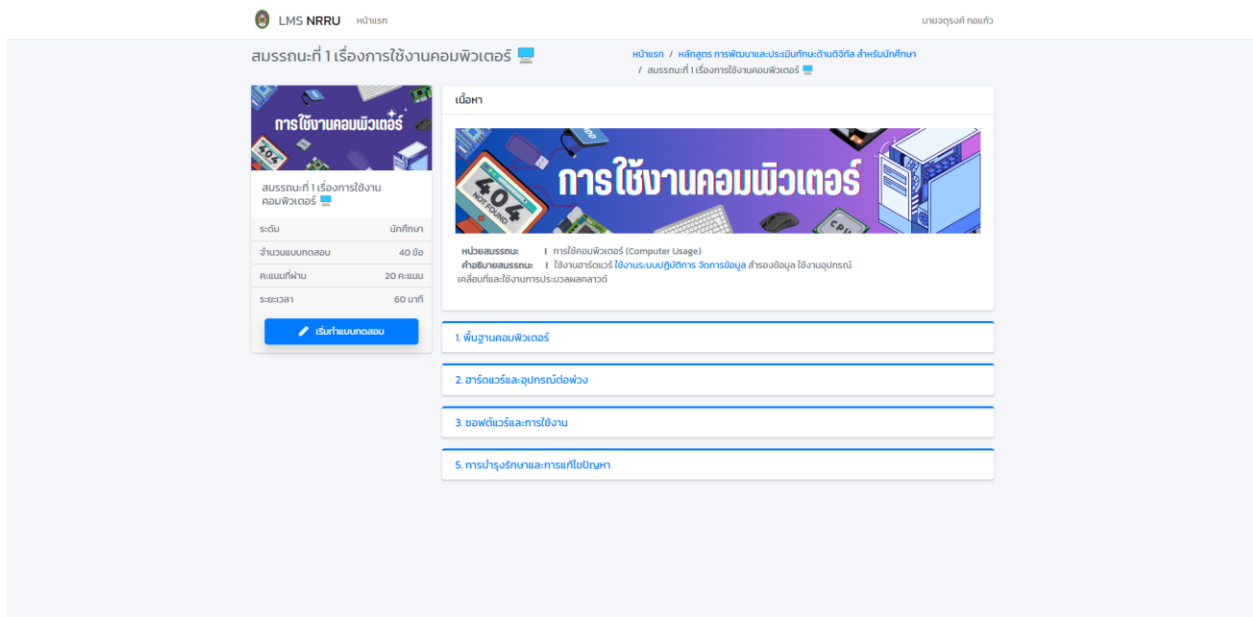 LMS NRRU หน้าแรก
นายจตุรงค์ กอแก้ว
สมรรถนะที่ 1 เรื่องการใช้งานคอมพิวเตอร์
หน้าแรก / หลักสูตร การพัฒนาและประเมินทักษะด้านดิจิทัล สำหรับนักศึกษา
/ สมรรถนะที่ 1 เรื่องการใช้งานคอมพิวเตอร์
การใช้งานคอมพิวเตอร์
404
สมรรถนะที่ 1 เรื่องการใช้งาน
คอมพิวเตอร์
ระดับ นักศึกษา
จำนวนแบบทดสอบ 40 ข้อ
คะแนนที่ผ่าน 20 คะแนน
ระยะเวลา 60 นาที
เริ่มทำแบบทดสอบ
เนื้อหา
การใช้งานคอมพิวเตอร์
404
NOT FOUND
CPU
หน่วยสมรรถนะ | การใช้คอมพิวเตอร์ (Computer Usage)
คำอธิบายสมรรถนะ | ใช้งานฮาร์ดแวร์ ใช้งานระบบปฏิบัติการ จัดการข้อมูล สำรองข้อมูล ใช้งานอุปกรณ์
เคลื่อนที่และใช้งานการประมวลผลคลาวด์
1. พื้นฐานคอมพิวเตอร์
2. ฮาร์ดแวร์และอุปกรณ์ต่อพ่วง
3. ซอฟต์แวร์และการใช้งาน
5. การบำรุงรักษาและการแก้ไขปัญหา